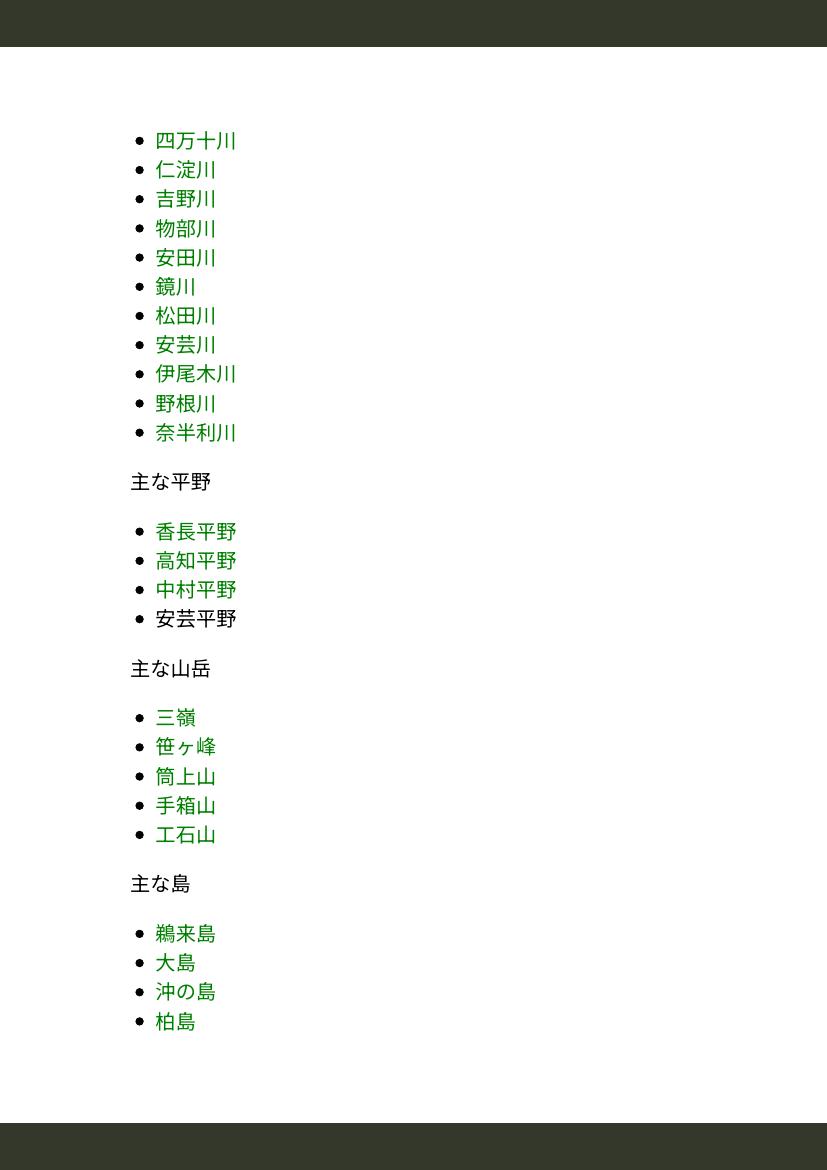 四万十川
仁淀川
吉野川
物部川
安田川
鏡川
松田川
安芸川
伊尾木川
野根川
奈半利川
主な平野
香長平野
高知平野
中村平野
安芸平野
主な山岳
三嶺
笹ヶ峰
筒上山
手箱山
工石山
主な島
鵜来島
大島
沖の島
柏島